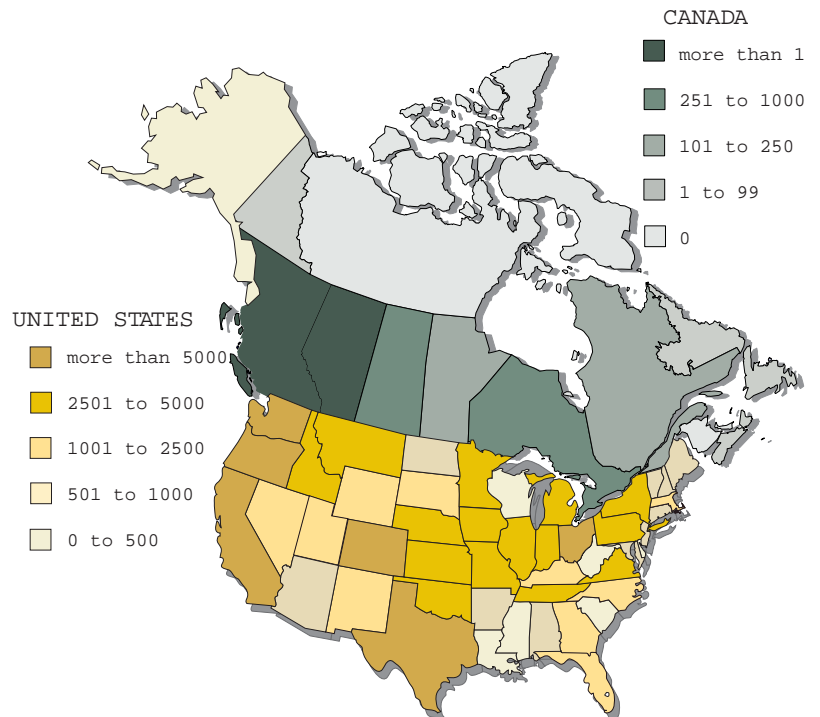 CANADA
more than 1
251 to 1000
101 to 250
1 to 99
0
UNITED STATES
more than 5000
2501 to 5000
1001 to 2500
501 to 1000
0 to 500